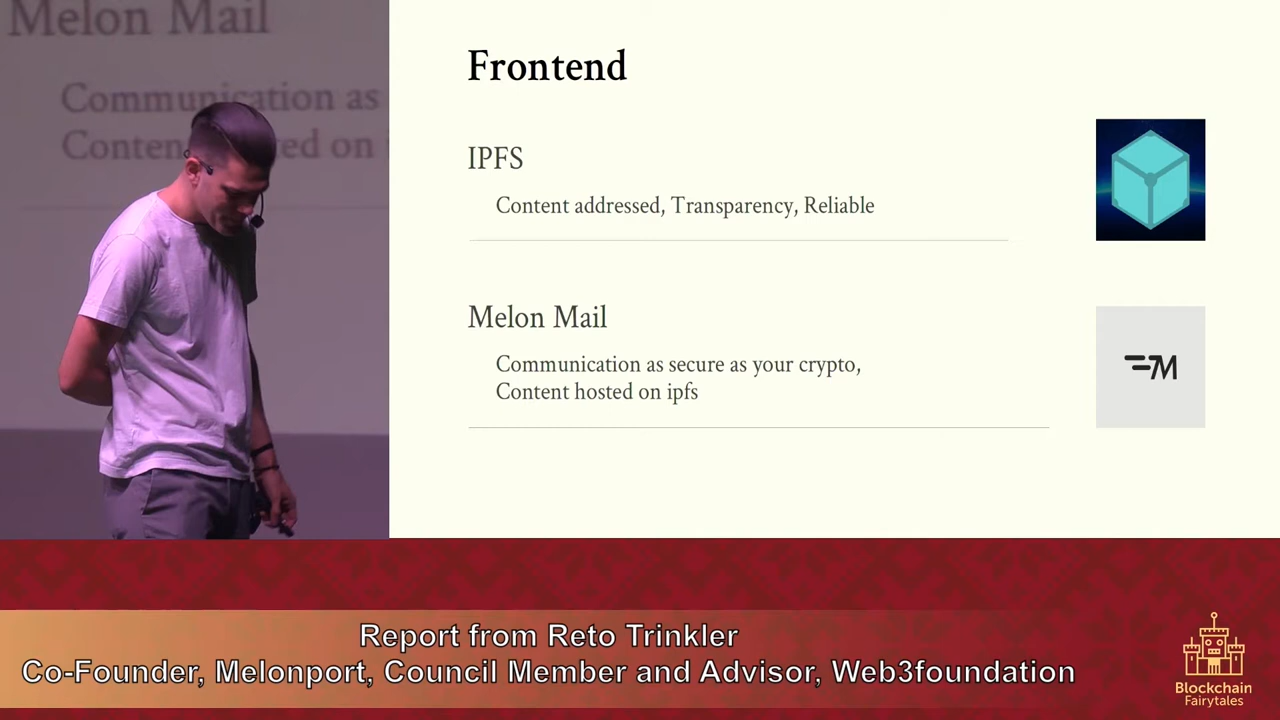 Melon Mail
Communication as
Conten ed on i
Frontend
IPFS
Content addressed, Transparency, Reliable
Melon Mail
Communication as secure as your crypto,
Content hosted on ipfs
M
Report from Reto Trinkler
Co-Founder, Melonport, Council Member and Advisor, Web3foundation
Blockchain
Fairytales